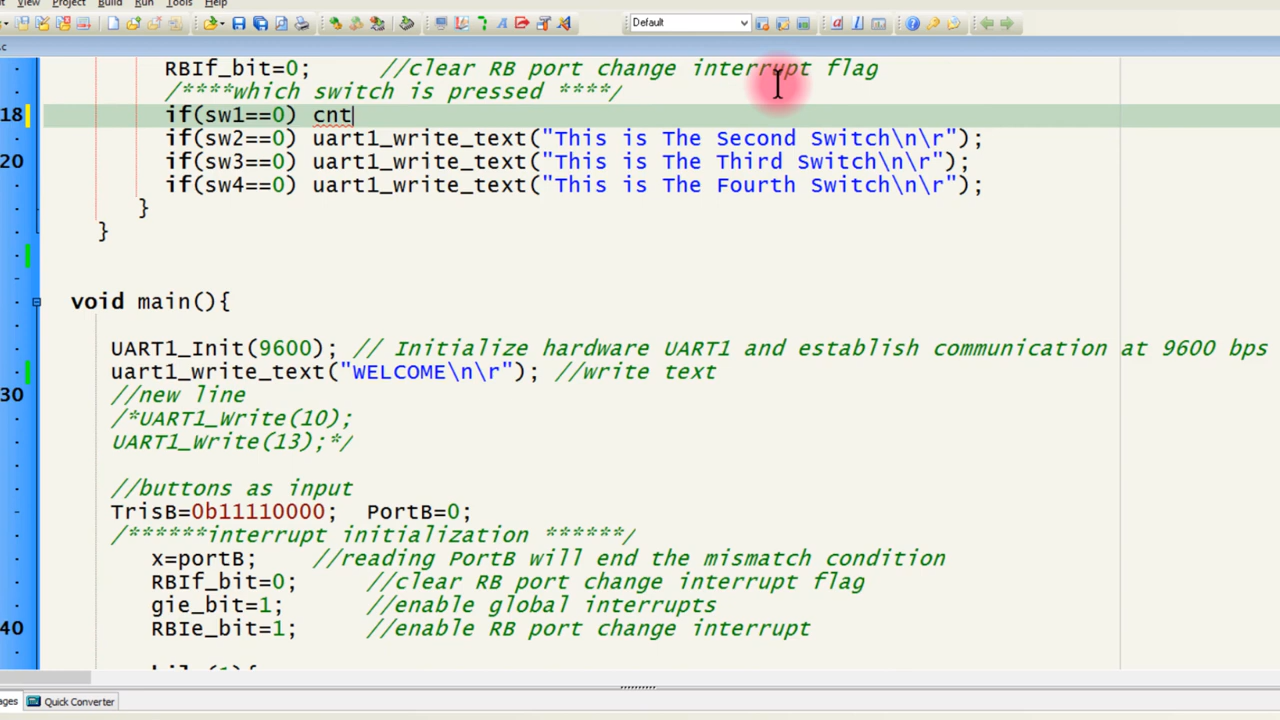 View Project Build Run Tools
Default
.c
RBIf_bit=0; //clear RB port change interrupt flag
/****which switch is pressed ****/
18 if(sw1==0) cnt
if(sw2==0) uart1_write_text("This is The Second Switch\n\r");
20 if(sw3==0) uart1_write_text("This is The Third Switch\n\r");
if(sw4==0) uart1_write_text("This is The Fourth Switch\n\r");
}
}
void main(){
UART1_Init(9600); // Initialize hardware UART1 and establish communication at 9600 bps
uart1_write_text("WELCOME\n\r"); //write text
30 //new line
/*UART1_Write(10);
UART1_Write(13);*/
//buttons as input
TrisB=0b11110000; PortB=0;
/******interrupt initialization ******/
x=portB; //reading PortB will end the mismatch condition
RBIf_bit=0; //clear RB port change interrupt flag
gie_bit=1; //enable global interrupts
40 RBIe_bit=1; //enable RB port change interrupt
ages Quick Converter